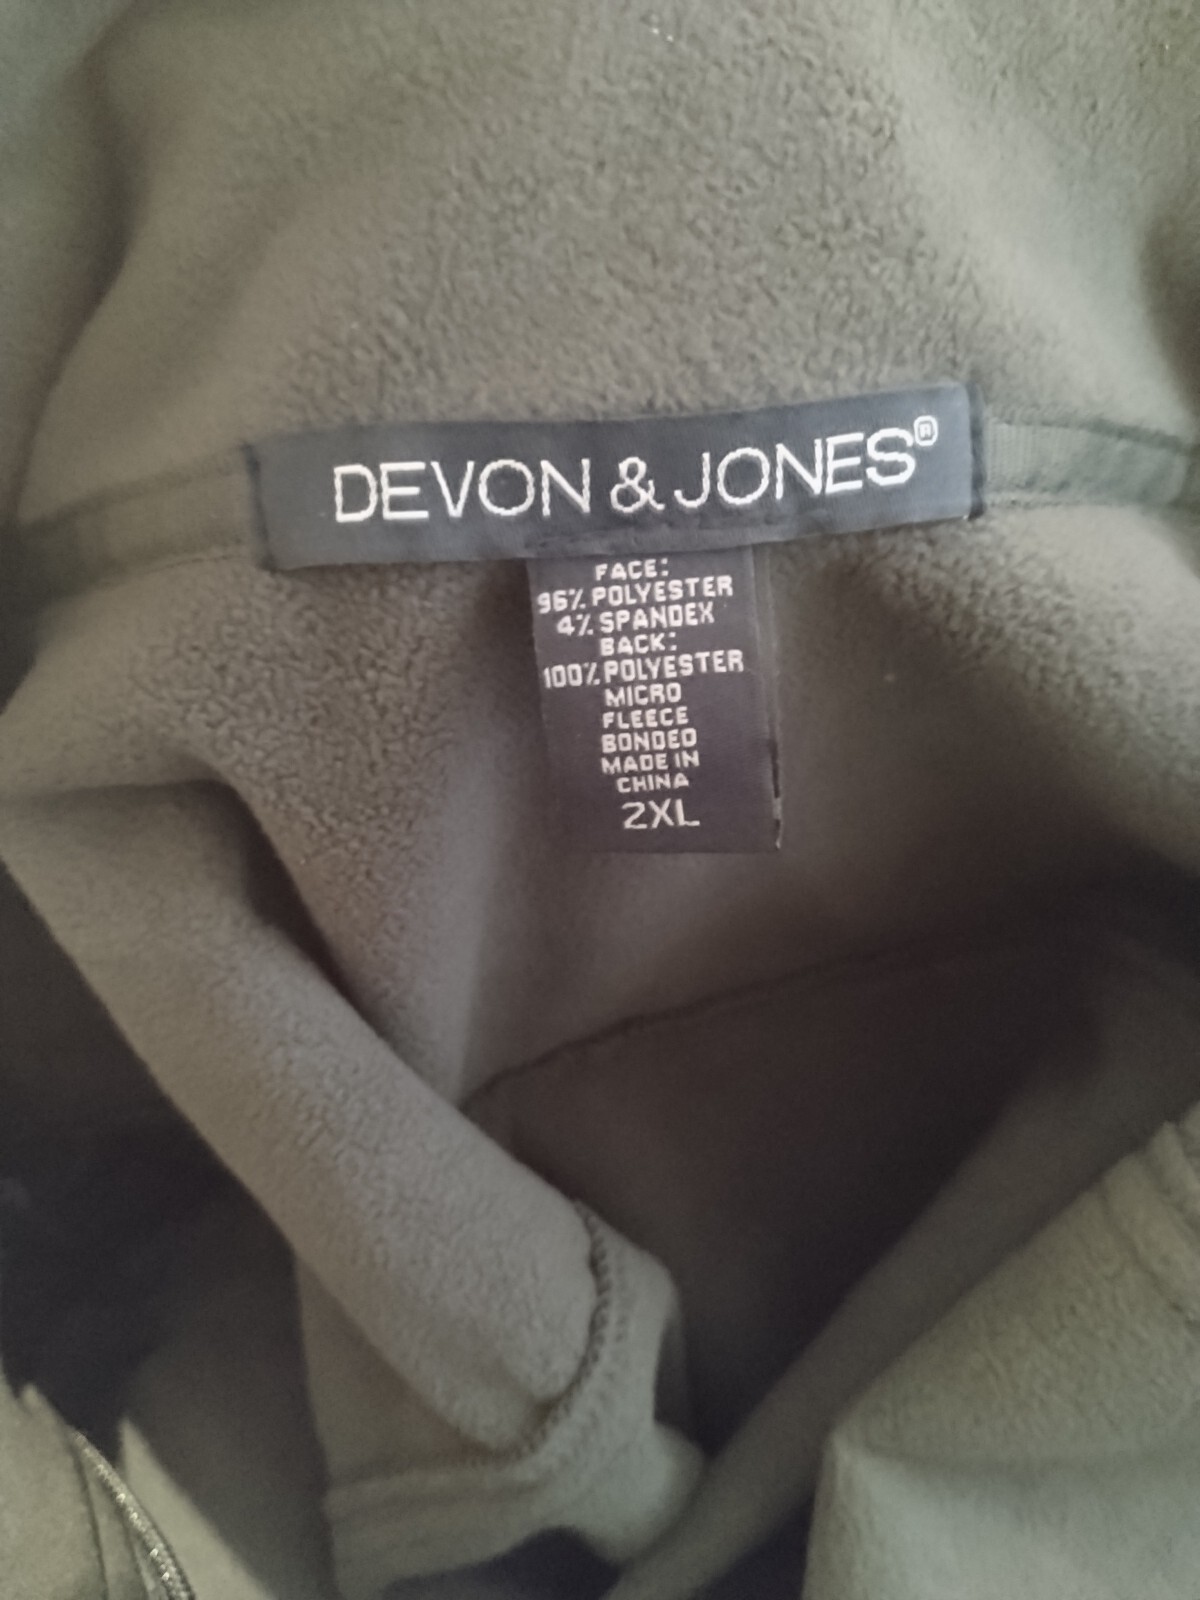 DEVON & JONES®
FACE:
96% POLYESTER
4% SPANDEX
BACK:
100% POLYESTER
MICRO
FLEECE
BONDED
MADE IN
CHINA
2XL